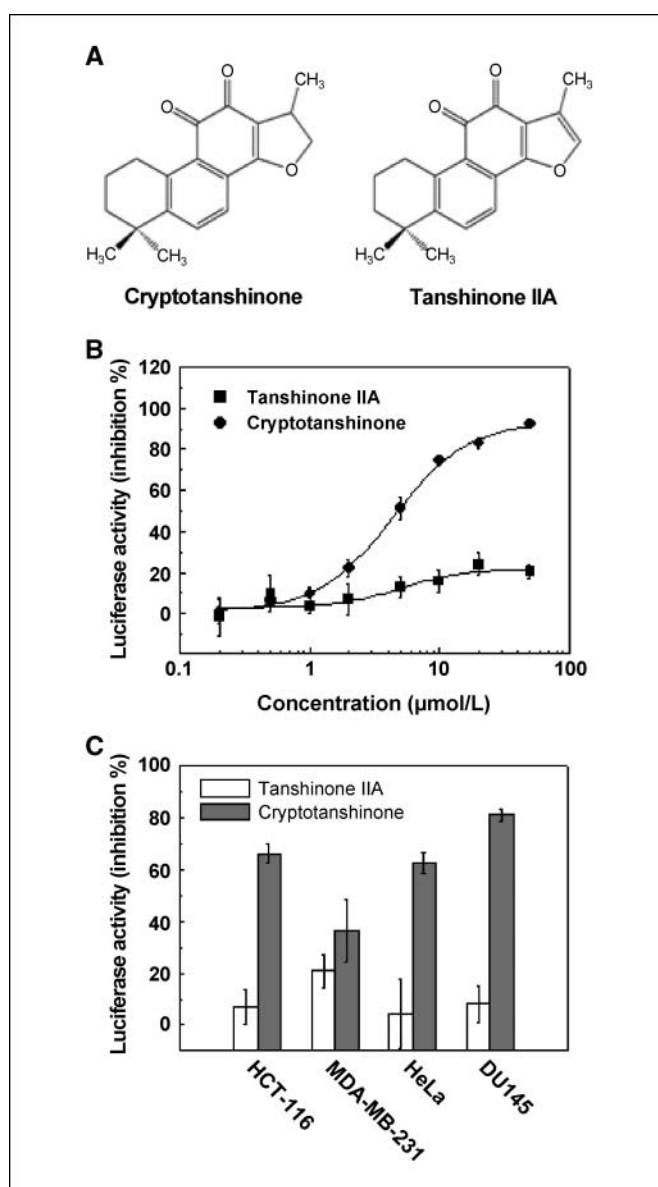 A
O
O
CH3
O
H3C
CH3
Cryptotanshinone
O
O
CH3
O
H3C
CH3
Tanshinone IIA
B
Luciferase activity (inhibition %)
120
100
80
60
40
20
0
Tanshinone IIA
Cryptotanshinone
0.1
1
10
100
Concentration (µmol/L)
C
Luciferase activity (inhibition %)
100
80
60
40
20
0
Tanshinone IIA
Cryptotanshinone
HCT-116
MDA-MB-231
HeLa
DU145